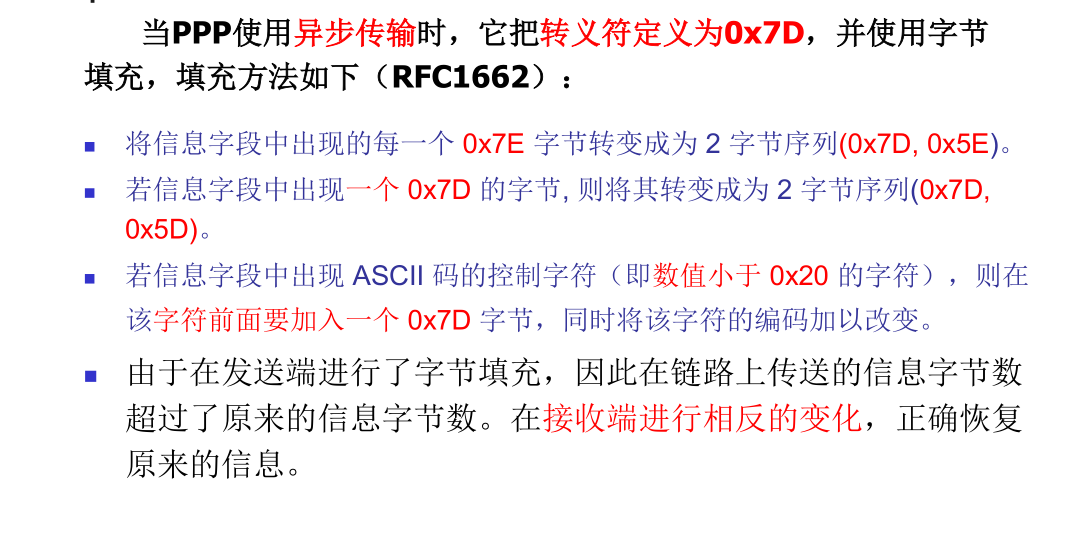 当PPP使用异步传输时，它把转义符定义为0x7D，并使用字节
填充，填充方法如下（RFC1662）：
■ 将信息字段中出现的每一个 0x7E 字节转变成为 2 字节序列(0x7D, 0x5E)。
■ 若信息字段中出现一个 0x7D 的字节, 则将其转变成为 2 字节序列(0x7D,
0x5D)。
■ 若信息字段中出现 ASCII 码的控制字符（即数值小于 0x20 的字符），则在
该字符前面要加入一个 0x7D 字节，同时将该字符的编码加以改变。
■ 由于在发送端进行了字节填充，因此在链路上传送的信息字节数
超过了原来的信息字节数。在接收端进行相反的变化，正确恢复
原来的信息。